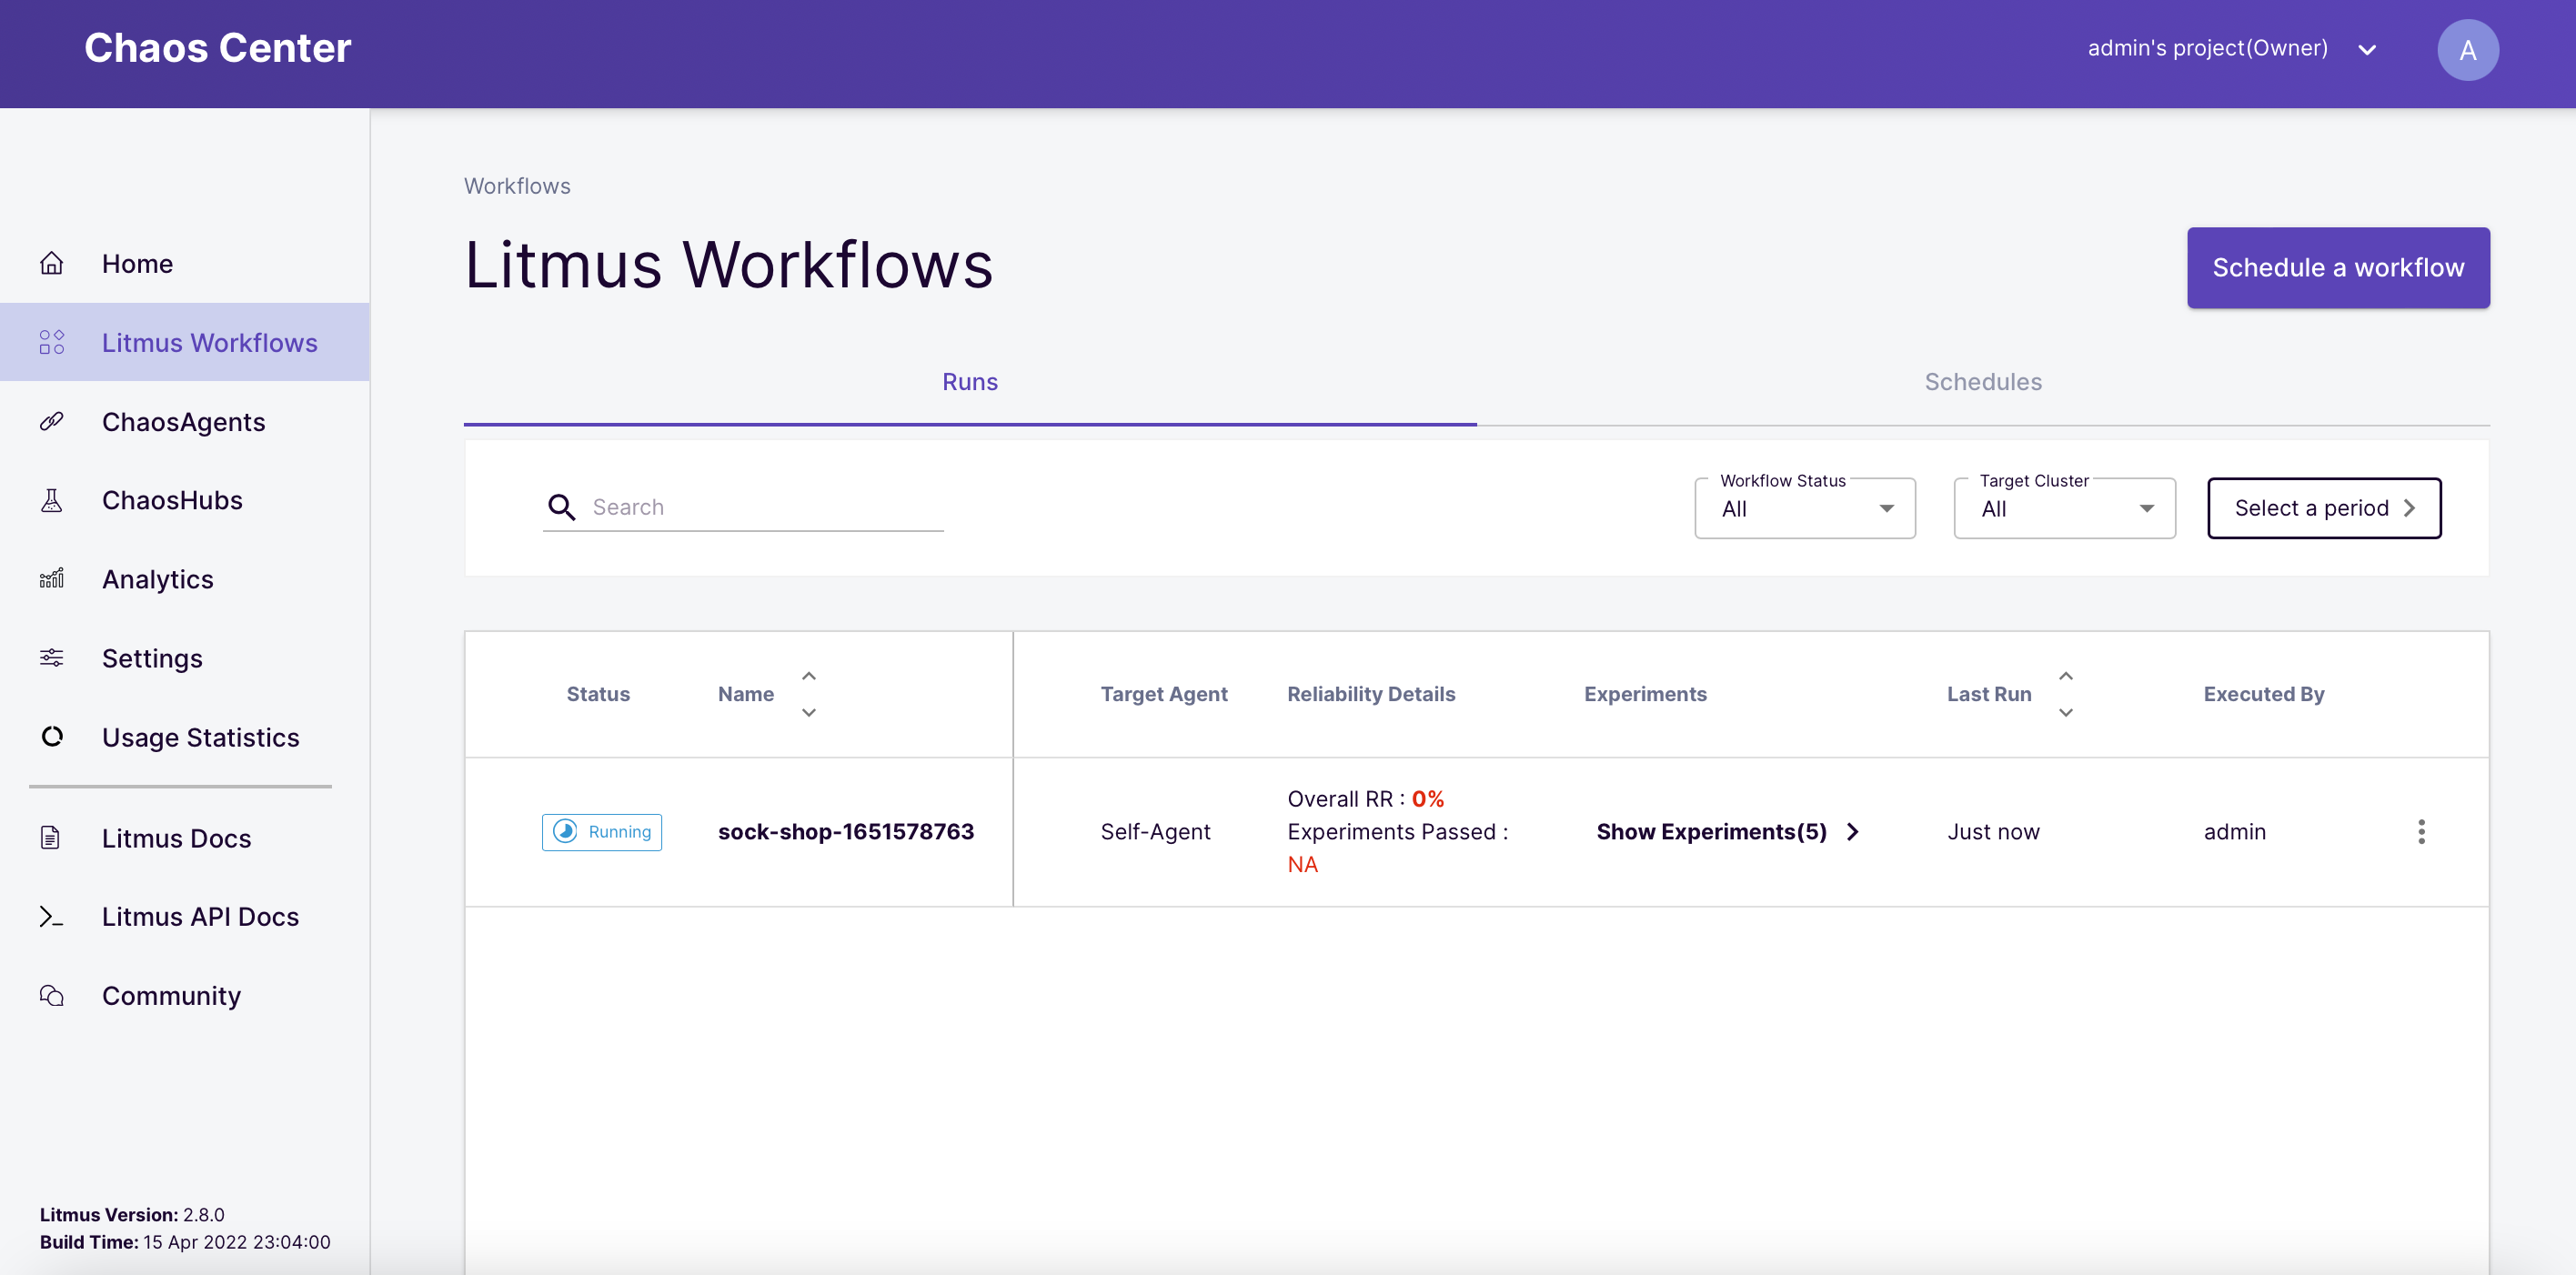 Chaos Center
admin's project(Owner)
A
Home
Litmus Workflows
ChaosAgents
ChaosHubs
Analytics
Settings
Usage Statistics
Litmus Docs
Litmus API Docs
Community
Litmus Version: 2.8.0
Build Time: 15 Apr 2022 23:04:00
Workflows
Litmus Workflows
Schedule a workflow
Runs
Schedules
Search
Workflow Status
All
Target Cluster
All
Select a period
Status
Name
Target Agent
Reliability Details
Experiments
Last Run
Executed By
Running
sock-shop-1651578763
Self-Agent
Overall RR : 0%
Experiments Passed :
NA
Show Experiments(5)
Just now
admin